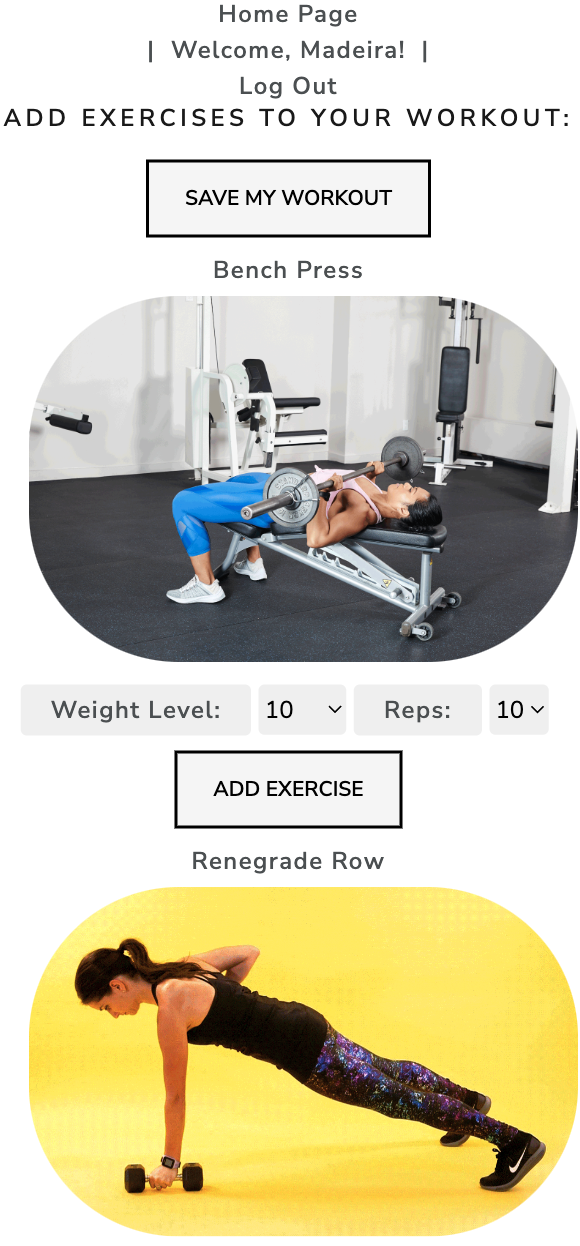 Home Page
| Welcome, Madeira! |
Log Out
ADD EXERCISES TO YOUR WORKOUT:
SAVE MY WORKOUT
Bench Press
Weight Level: 10 Reps: 10
ADD EXERCISE
Renegrade Row